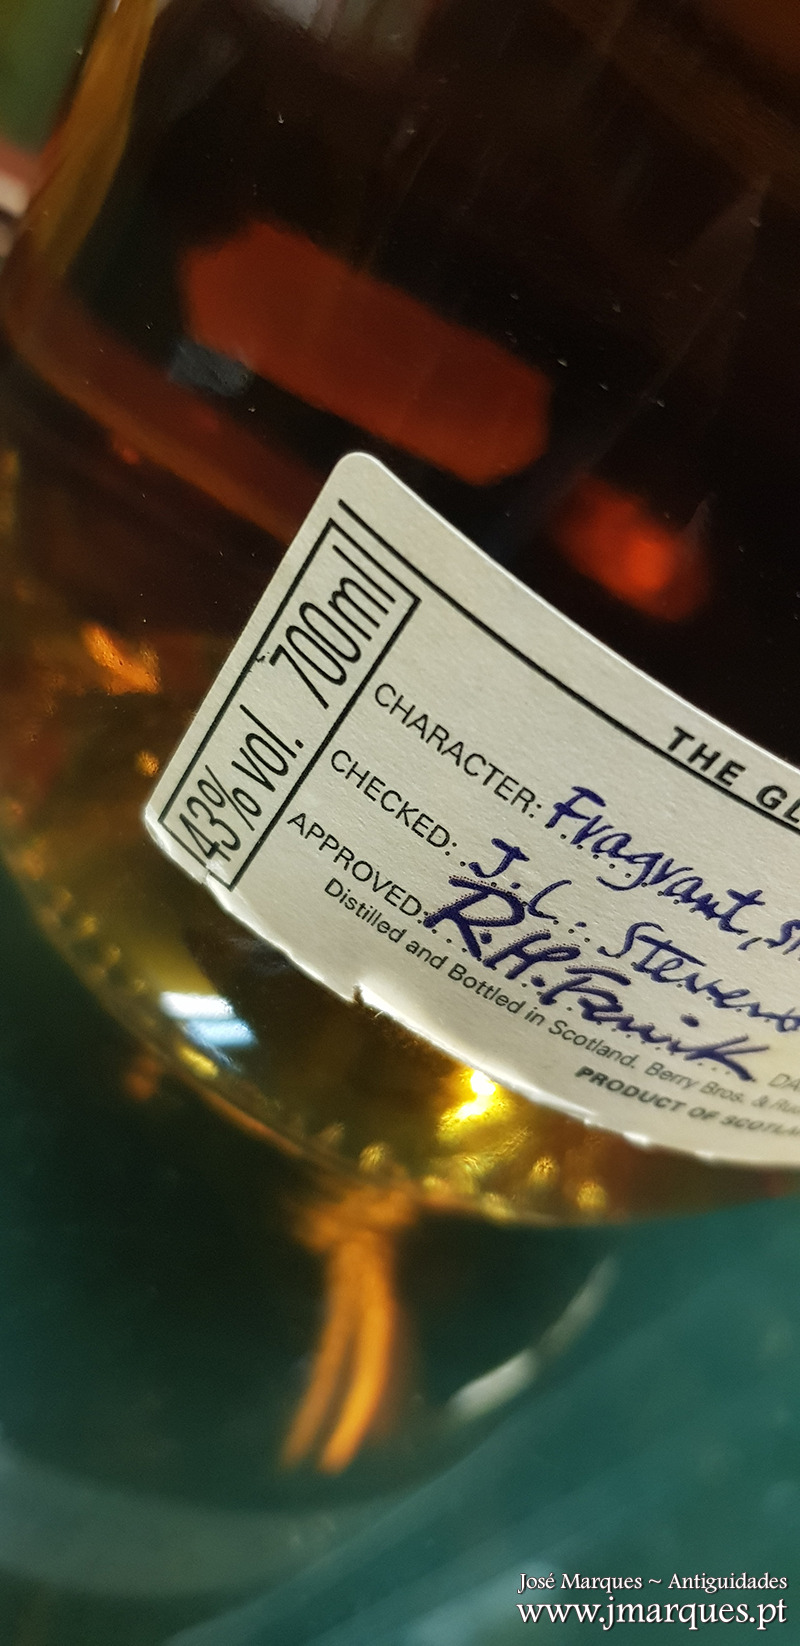 43% vol. 700ml
THE GL
CHARACTER: Fragrant, s
CHECKED: J.L. Stevens
APPROVED: R.H. Fenwick
Distilled and Bottled in Scotland. Berry Bros. & Ru
PRODUCT OF SCOTLA
José Marques ~ Antiguidades
www.jmarques.pt